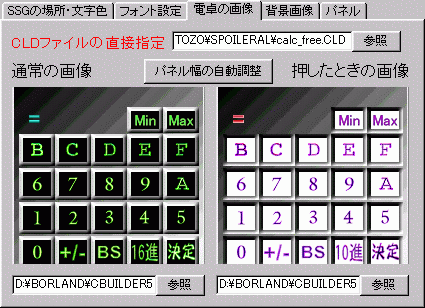 SSGの場所・文字色 フォント設定 電卓の画像 背景画像 パネル
CLDファイルの直接指定 TOZO¥SPOILERAL¥calc_free.CLD 参照
通常の画像 パネル幅の自動調整 押したときの画像
= Min Max
B C D E F
6 7 8 9 A
1 2 3 4 5
0 +/- BS 16進 決定
= Min Max
B C D E F
6 7 8 9 A
1 2 3 4 5
0 +/- BS 10進 決定
D:¥BORLAND¥CBUILDER5 参照 D:¥BORLAND¥CBUILDER5 参照